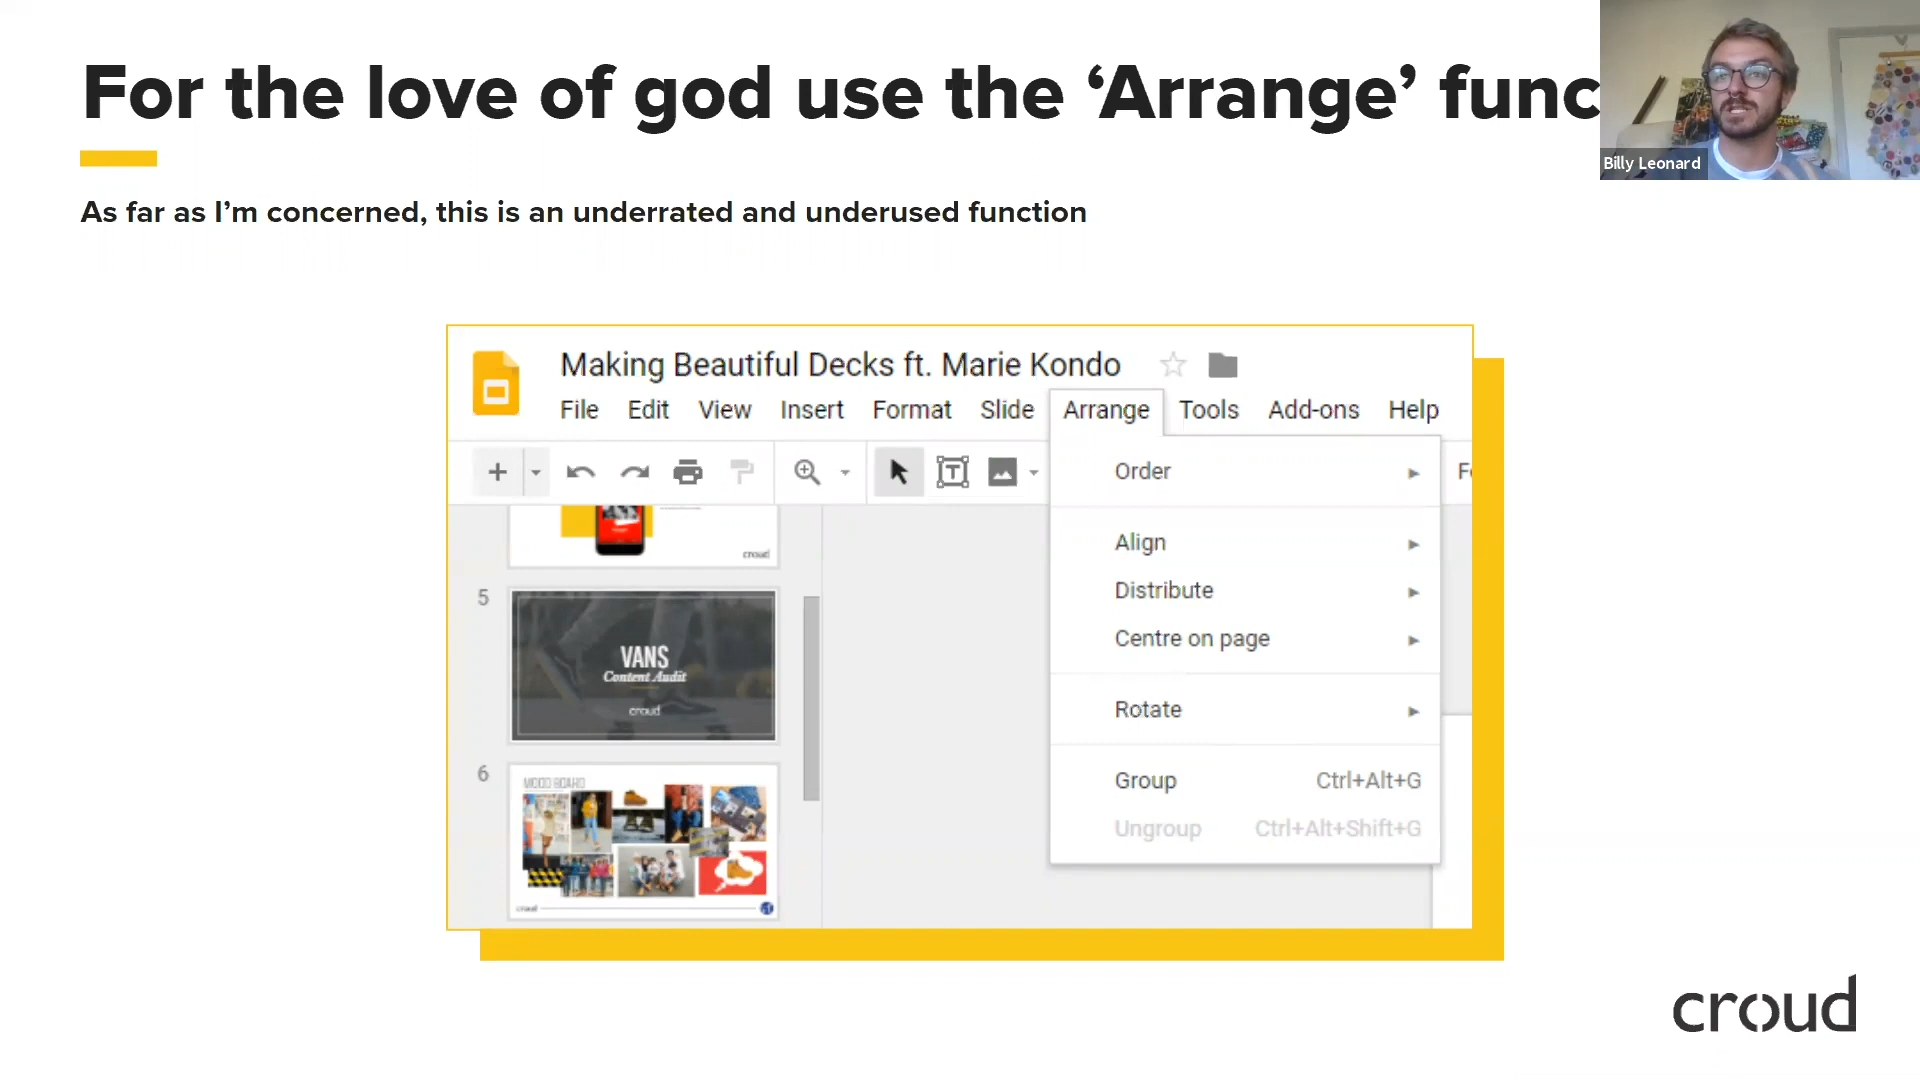 For the love of god use the ‘Arrange’ func
Billy Leonard
As far as I’m concerned, this is an underrated and underused function
Making Beautiful Decks ft. Marie Kondo
File Edit View Insert Format Slide Arrange Tools Add-ons Help
Order
Align
Distribute
Centre on page
Rotate
Group Ctrl+Alt+G
Ungroup Ctrl+Alt+Shift+G
croud
5
VANS
Content Audit
croud
6
MOOD BOARD
croud
croud